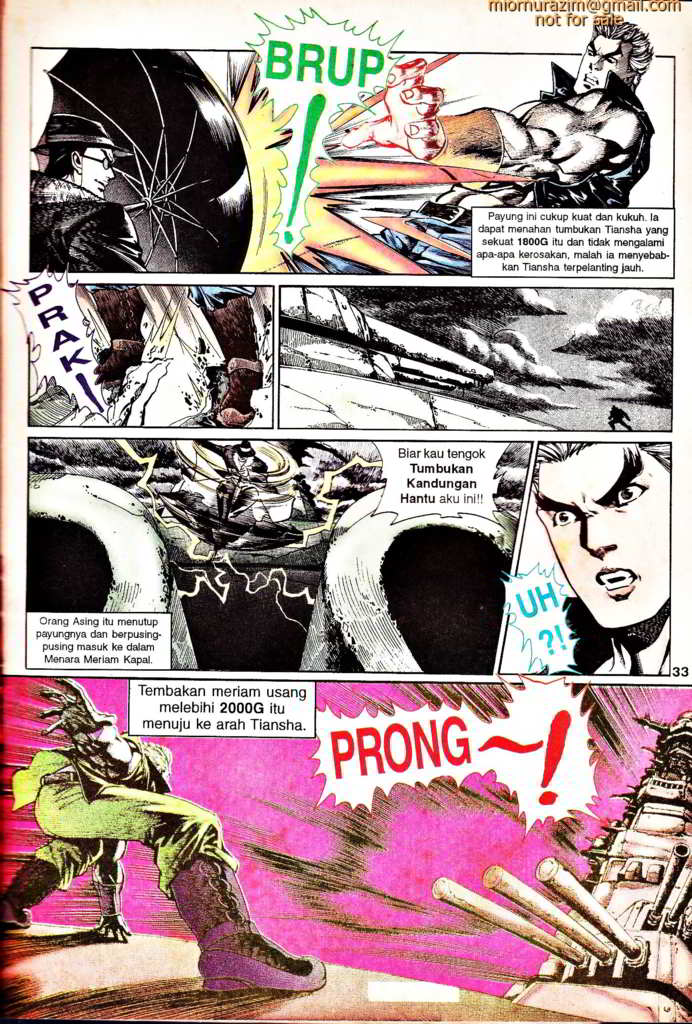 miornurazim@gmail.com
not for sale
BRUP
!
Payung ini cukup kuat dan kukuh. Ia
dapat menahan tumbukan Tiansha yang
sekuat 1800G itu dan tidak mengalami
apa-apa kerosakan, malah ia menyebab-
kan Tiansha terpelanting jauh.
PRAK!
Biar kau tengok
Tumbukan
Kandungan
Hantu aku ini!!
Orang Asing itu menutup
payungnya dan berpusing-
pusing masuk ke dalam
Menara Meriam Kapal.
UH
?!
33
Tembakan meriam usang
melebihi 2000G itu
menuju ke arah Tiansha.
PRONG~!